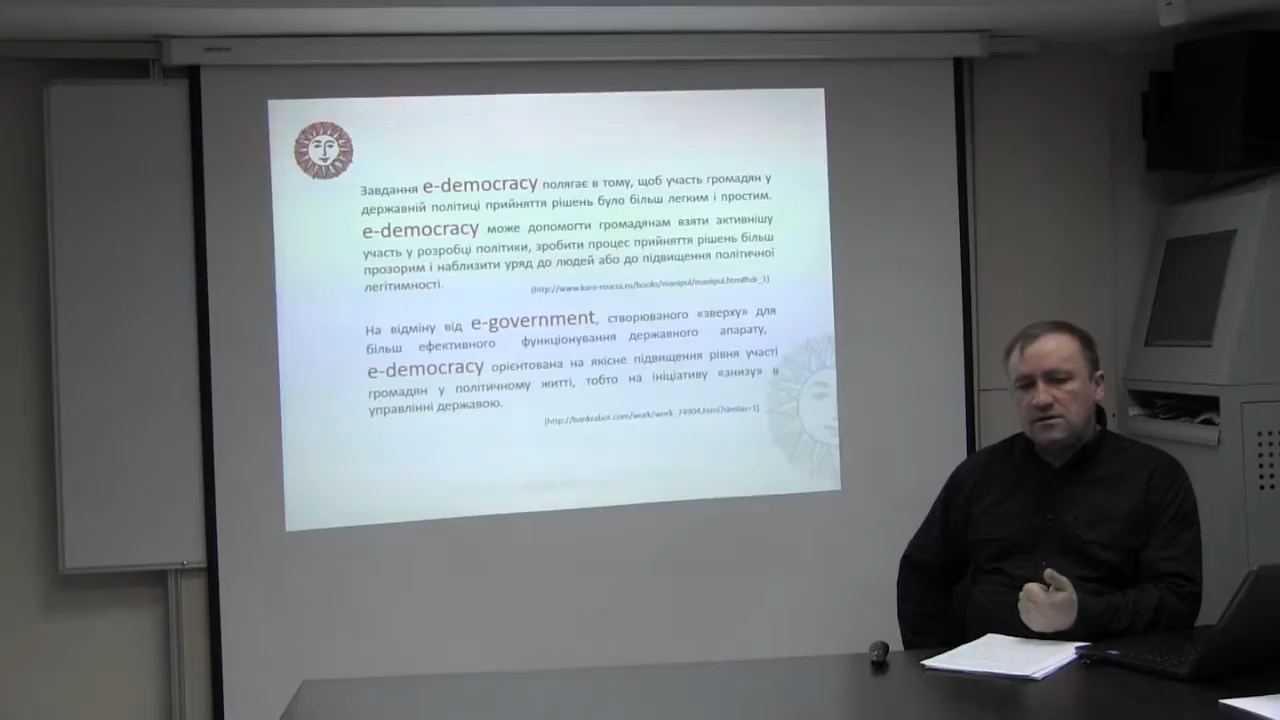 Завдання e-democracy полягає в тому, щоб участь громадян у
державній політиці прийняття рішень було більш легким і простим.
e-democracy може допомогти громадянам взяти активнішу
участь у розробці політики, зробити процес прийняття рішень більш
прозорим і наблизити уряд до людей або до підвищення політичної
легітимності.
(http://www.kara-murza.ru/books/manipul/manipul.htm#hdr_1)
На відміну від e-government, створюваного «зверху» для
більш ефективного функціонування державного апарату,
e-democracy орієнтована на якісне підвищення рівня участі
громадян у політичному житті, тобто на ініціативу «знизу» в
управлінні державою.
(http://bankrabot.com/work/work_74904.html?similar=1)